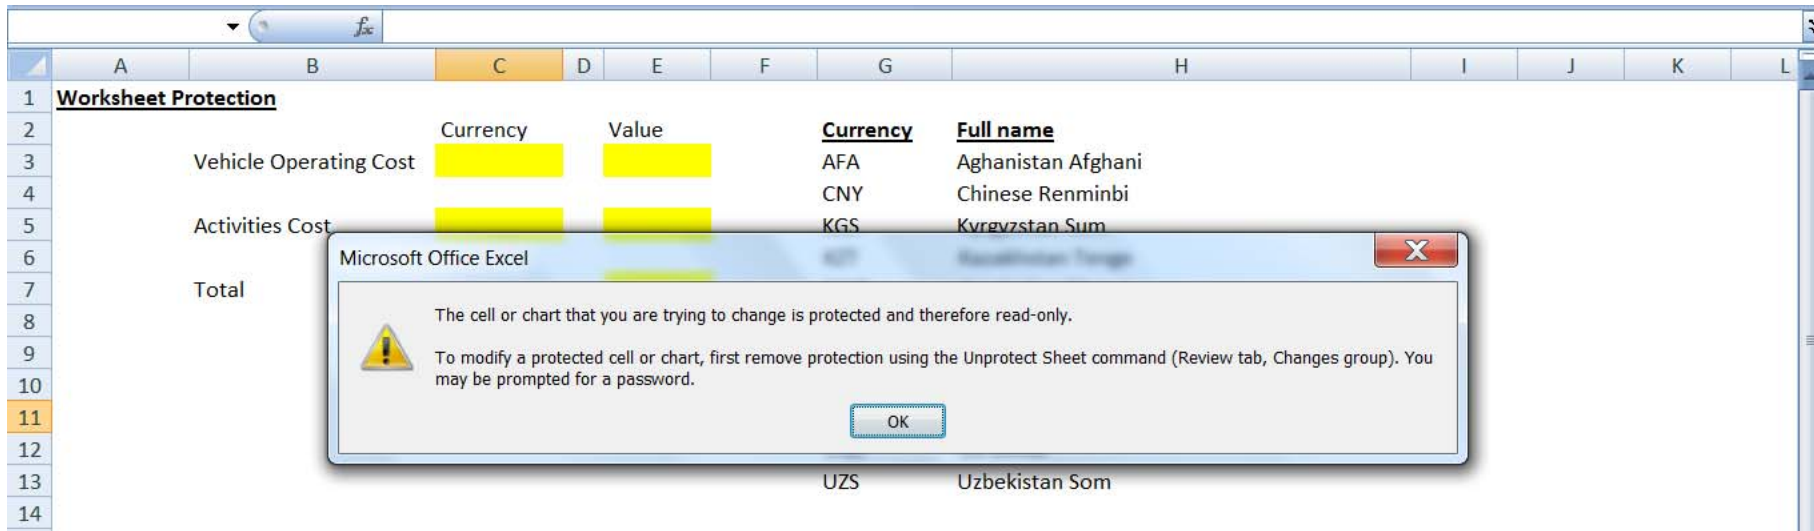 fx
A B C D E F G H I J K L
1 Worksheet Protection
2 Currency Value Currency Full name
3 Vehicle Operating Cost AFA Aghanistan Afghani
4 CNY Chinese Renminbi
5 Activities Cost KGS Kyrgyzstan Sum
6 KZT Kazakhstan Tenge
7 Total
8
9
10
11
12
13 UZS Uzbekistan Som
14
Microsoft Office Excel
X
The cell or chart that you are trying to change is protected and therefore read-only.
To modify a protected cell or chart, first remove protection using the Unprotect Sheet command (Review tab, Changes group). You
may be prompted for a password.
OK